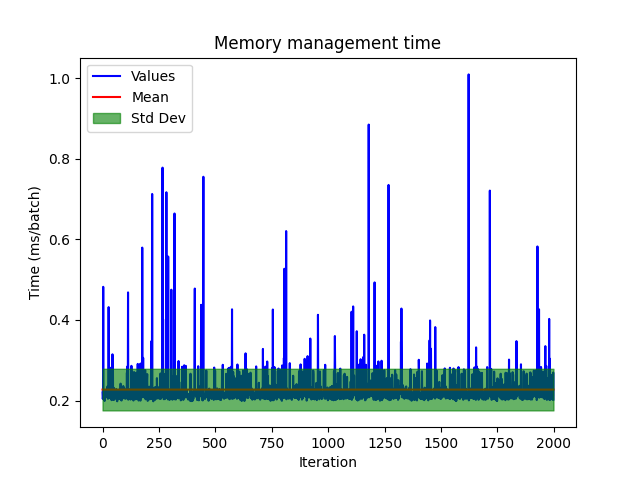 Memory management time
Values
Mean
Std Dev
Time (ms/batch)
1.0
0.8
0.6
0.4
0.2
0 250 500 750 1000 1250 1500 1750 2000
Iteration